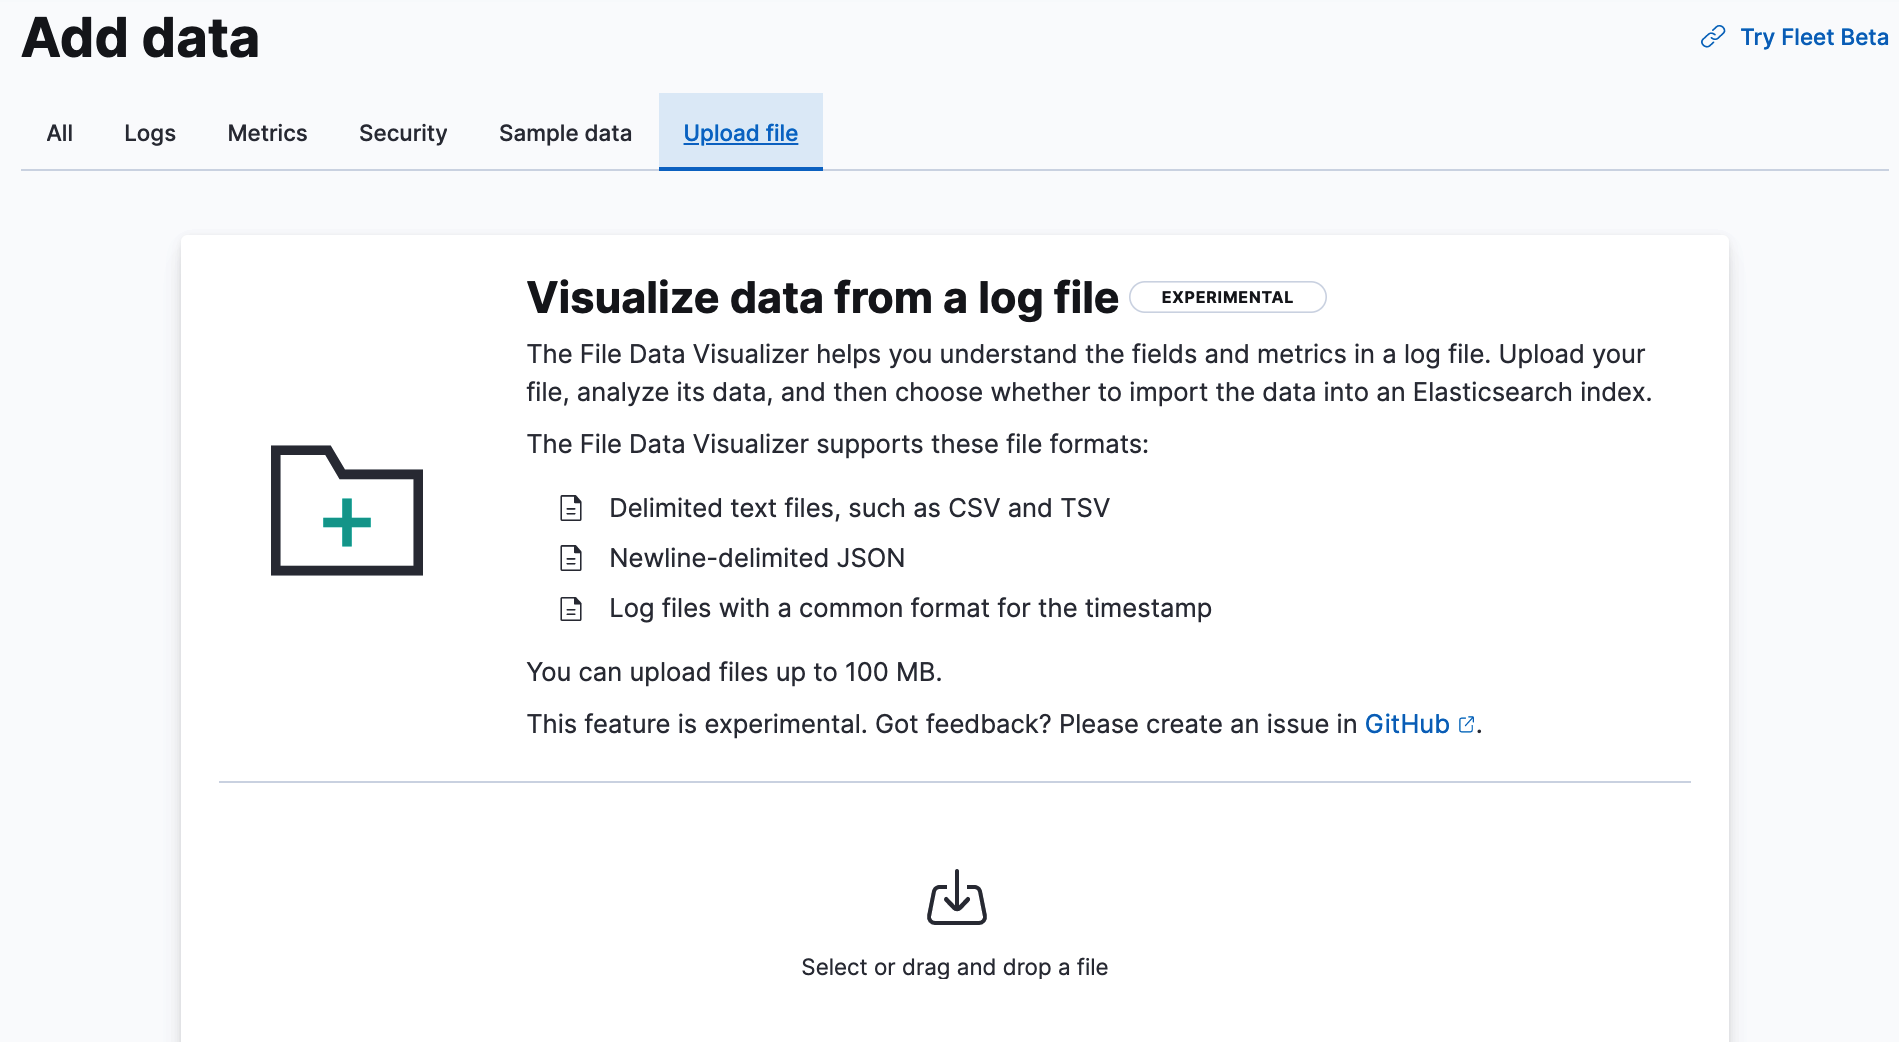 Add data
Try Fleet Beta
All
Logs
Metrics
Security
Sample data
Upload file
Visualize data from a log file
EXPERIMENTAL
The File Data Visualizer helps you understand the fields and metrics in a log file. Upload your
file, analyze its data, and then choose whether to import the data into an Elasticsearch index.
The File Data Visualizer supports these file formats:
Delimited text files, such as CSV and TSV
Newline-delimited JSON
Log files with a common format for the timestamp
You can upload files up to 100 MB.
This feature is experimental. Got feedback? Please create an issue in GitHub.
Select or drag and drop a file